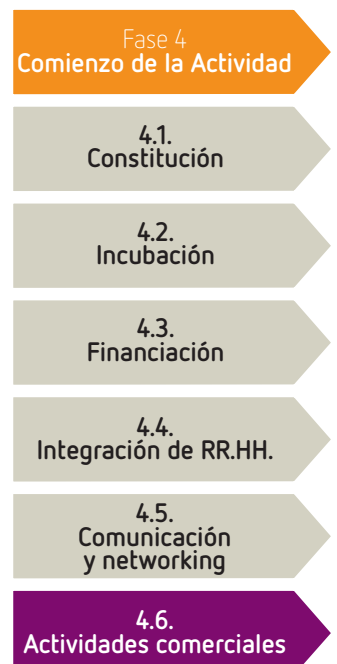 Fase 4
Comienzo de la Actividad
4.1.
Constitución
4.2.
Incubación
4.3.
Financiación
4.4.
Integración de RR.HH.
4.5.
Comunicación
y networking
4.6.
Actividades comerciales